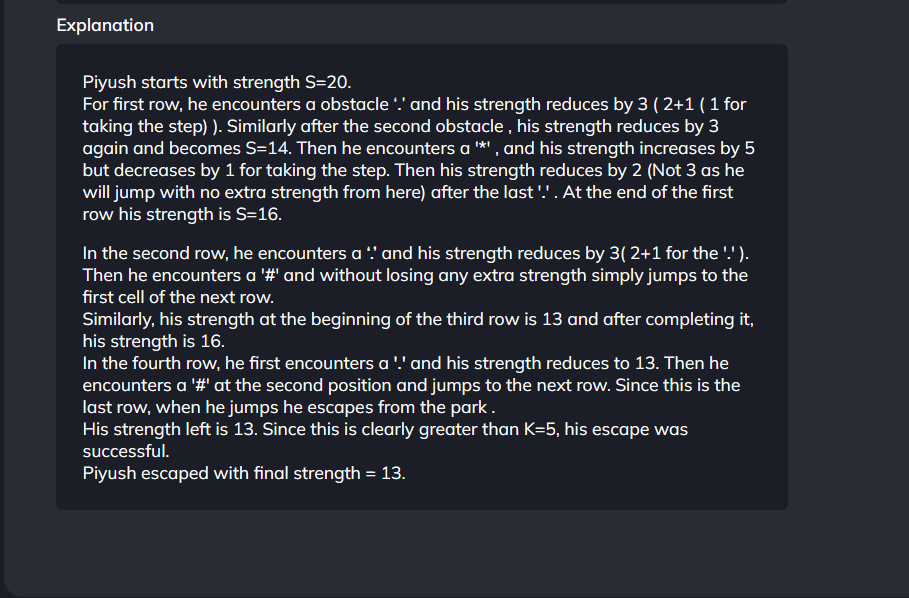 Explanation
Piyush starts with strength S=20.
For first row, he encounters a obstacle ‘.’ and his strength reduces by 3 ( 2+1 ( 1 for
taking the step) ). Similarly after the second obstacle , his strength reduces by 3
again and becomes S=14. Then he encounters a '*' , and his strength increases by 5
but decreases by 1 for taking the step. Then his strength reduces by 2 (Not 3 as he
will jump with no extra strength from here) after the last '.' . At the end of the first
row his strength is S=16.
In the second row, he encounters a ‘.’ and his strength reduces by 3( 2+1 for the '.' ).
Then he encounters a '#' and without losing any extra strength simply jumps to the
first cell of the next row.
Similarly, his strength at the beginning of the third row is 13 and after completing it,
his strength is 16.
In the fourth row, he first encounters a '.' and his strength reduces to 13. Then he
encounters a '#' at the second position and jumps to the next row. Since this is the
last row, when he jumps he escapes from the park .
His strength left is 13. Since this is clearly greater than K=5, his escape was
successful.
Piyush escaped with final strength = 13.